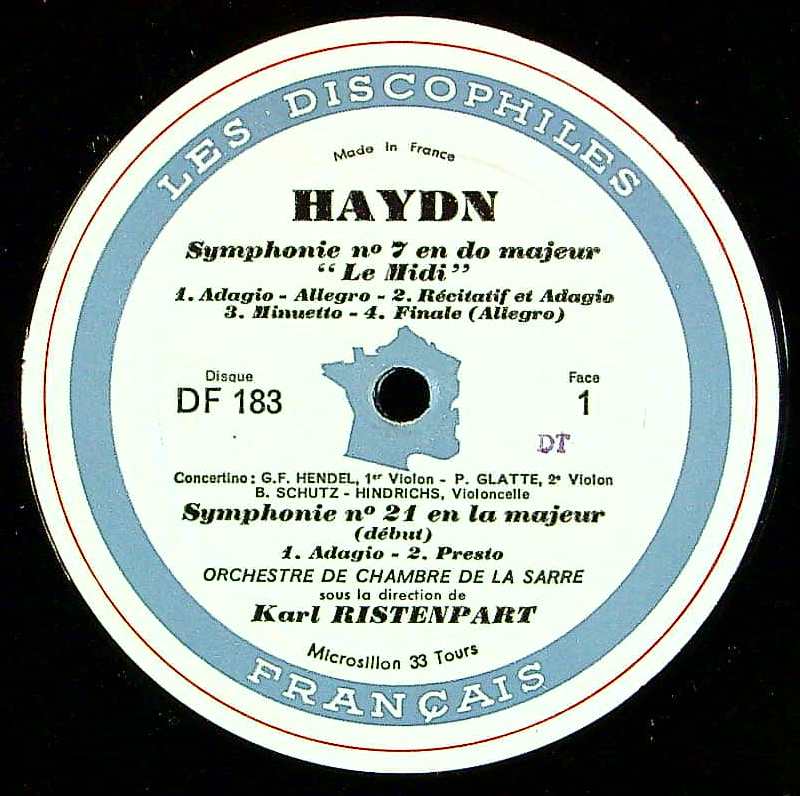 LES DISCOPHILES
Made in France
HAYDN
Symphonie nº 7 en do majeur
“Le Midi”
1. Adagio - Allegro - 2. Récitatif et Adagio
3. Minuetto - 4. Finale (Allegro)
Disque
DF 183
Face
1
DT
Concertino: G.F. HENDEL, 1er Violon - P. GLATTE, 2e Violon
B. SCHUTZ - HINDRICHS, Violoncelle
Symphonie nº 21 en la majeur
(début)
1. Adagio - 2. Presto
ORCHESTRE DE CHAMBRE DE LA SARRE
sous la direction de
Karl RISTENPART
Microsillon 33 Tours
FRANÇAIS